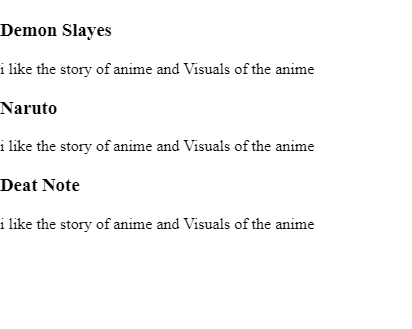 Demon Slayes
i like the story of anime and Visuals of the anime
Naruto
i like the story of anime and Visuals of the anime
Deat Note
i like the story of anime and Visuals of the anime